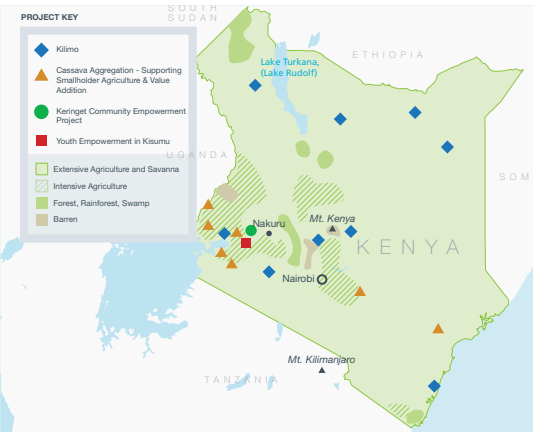 PROJECT KEY
Kilimo
Cassava Aggregation - Supporting
Smallholder Agriculture & Value
Addition
Keringet Community Empowerment
Project
Youth Empowerment in Kisumu
Extensive Agriculture and Savanna
Intensive Agriculture
Forest, Rainforest, Swamp
Barren
SOUTH
SUDAN
ETHIOPIA
Lake Turkana,
(Lake Rudolf)
UGANDA
SOM
Nakuru
Mt. Kenya
KENYA
Nairobi
Mt. Kilimanjaro
TANZANIA